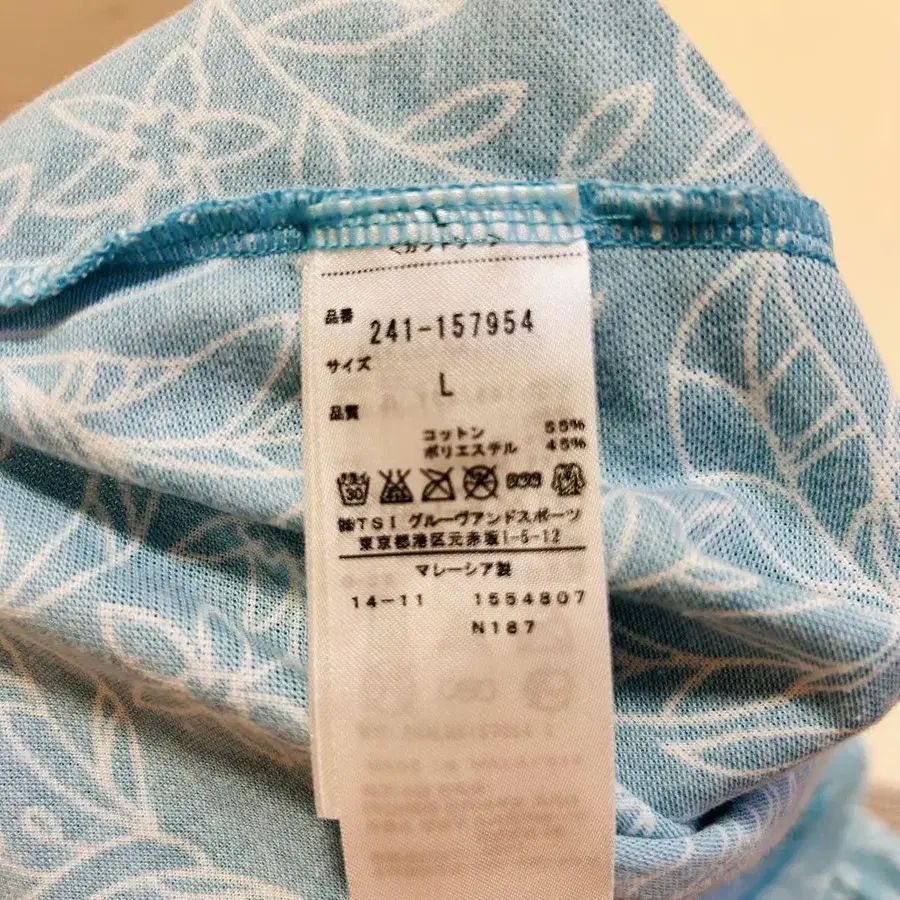 <カットソー>
品番
241-157954
サイズ
L
品質
コットン 55%
ポリエステル 45%
30
㈱TSI グルーヴアンドスポーツ
東京都港区元赤坂1-5-12
マレーシア製
14-11 1554807
N187